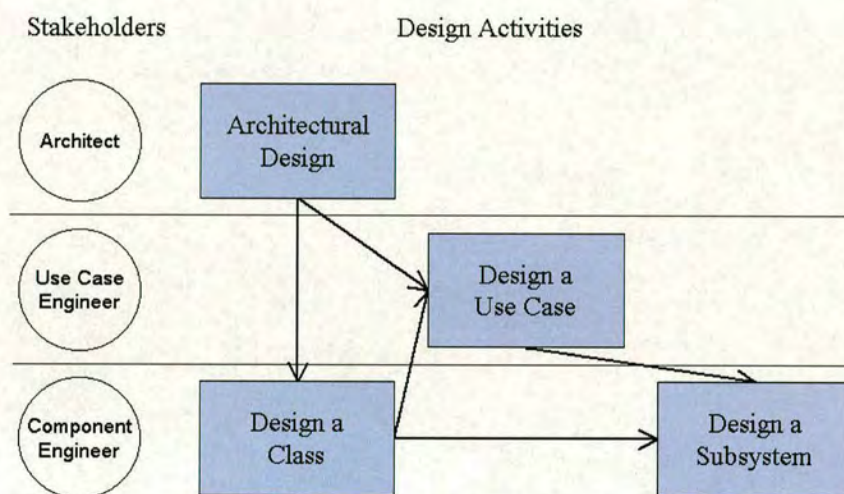 Stakeholders
Design Activities
Architect
Architectural
Design
Use Case
Engineer
Design a
Use Case
Component
Engineer
Design a
Class
Design a
Subsystem